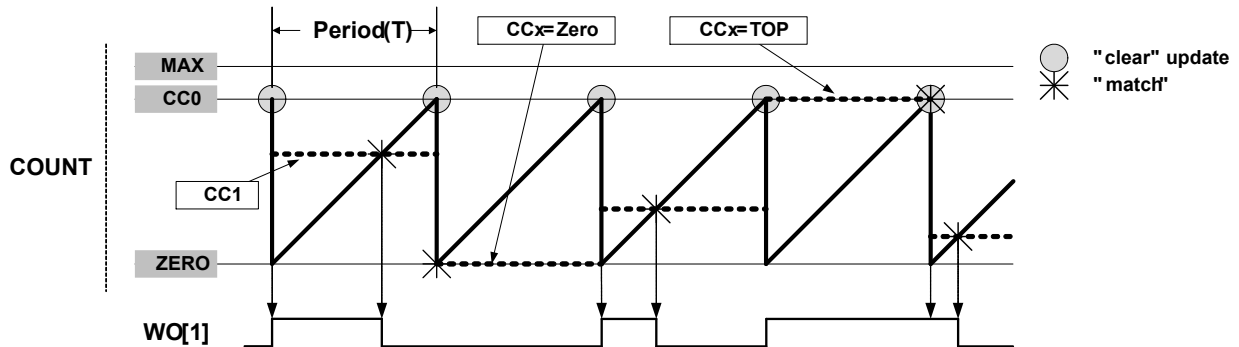 Period(T)
CCx=Zero
CCx=TOP
"clear" update
"match"
MAX
CC0
COUNT
CC1
ZERO
WO[1]